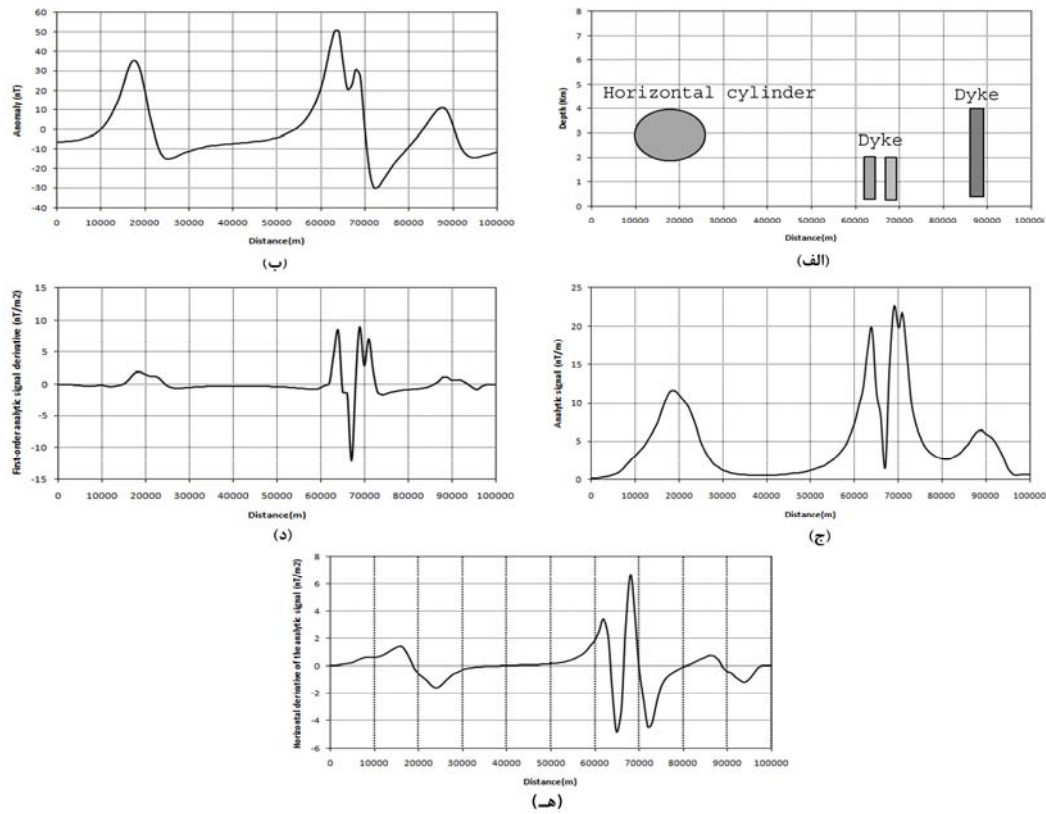 Depth(Km)
8
7
6
5
4
3
2
1
0
Horizontal cylinder
Dyke
Dyke
0 10000 20000 30000 40000 50000 60000 70000 80000 90000 100000
Distance(m)
(الف)
Anomaly (nT)
60
50
40
30
20
10
0
-10
-20
-30
-40
0 10000 20000 30000 40000 50000 60000 70000 80000 90000 100000
Distance(m)
(ب)
Analytic signal (nT/m)
25
20
15
10
5
0
0 10000 20000 30000 40000 50000 60000 70000 80000 90000 100000
Distance(m)
(ج)
First-order analytic signal derivative (nT/m2)
15
10
5
0
-5
-10
-15
0 10000 20000 30000 40000 50000 60000 70000 80000 90000 100000
Distance(m)
(د)
Horizontal derivative of the analytic signal (nT/m2)
8
6
4
2
0
-2
-4
-6
0 10000 20000 30000 40000 50000 60000 70000 80000 90000 100000
Distance(m)
(هـ)